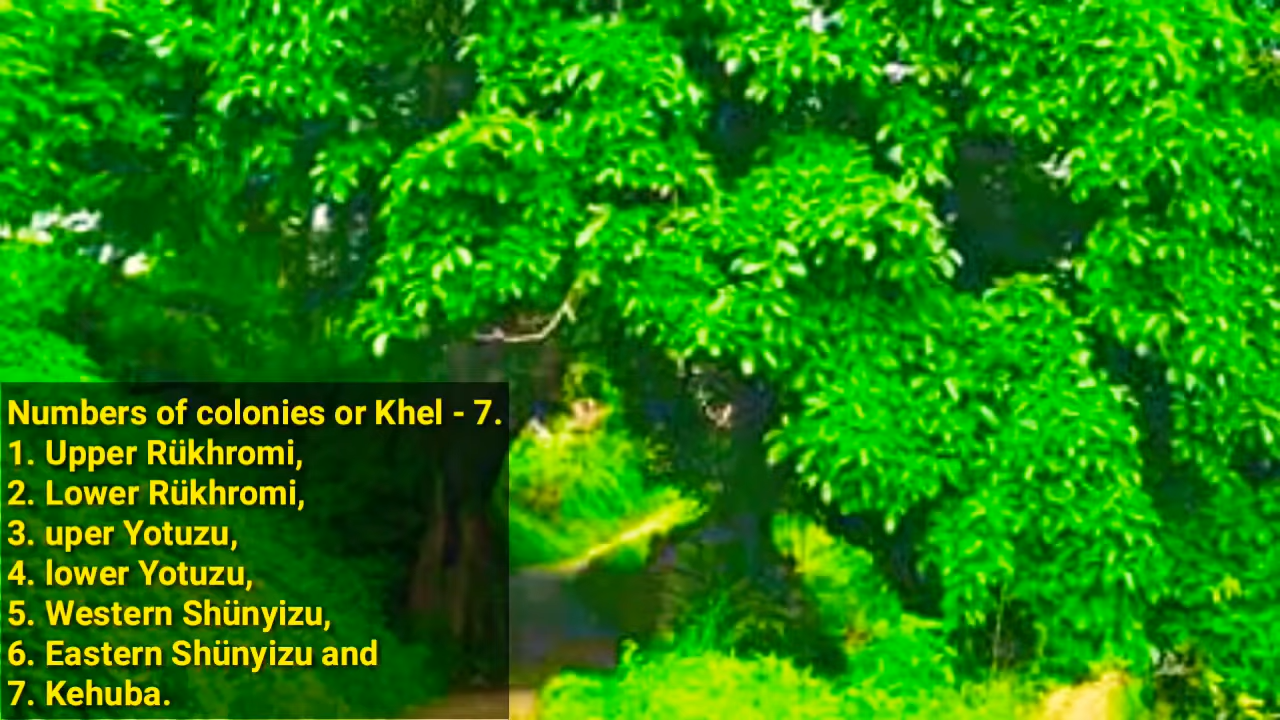 Numbers of colonies or Khel - 7.
1. Upper Rükhromi,
2. Lower Rükhromi,
3. uper Yotuzu,
4. lower Yotuzu,
5. Western Shünyizu,
6. Eastern Shünyizu and
7. Kehuba.